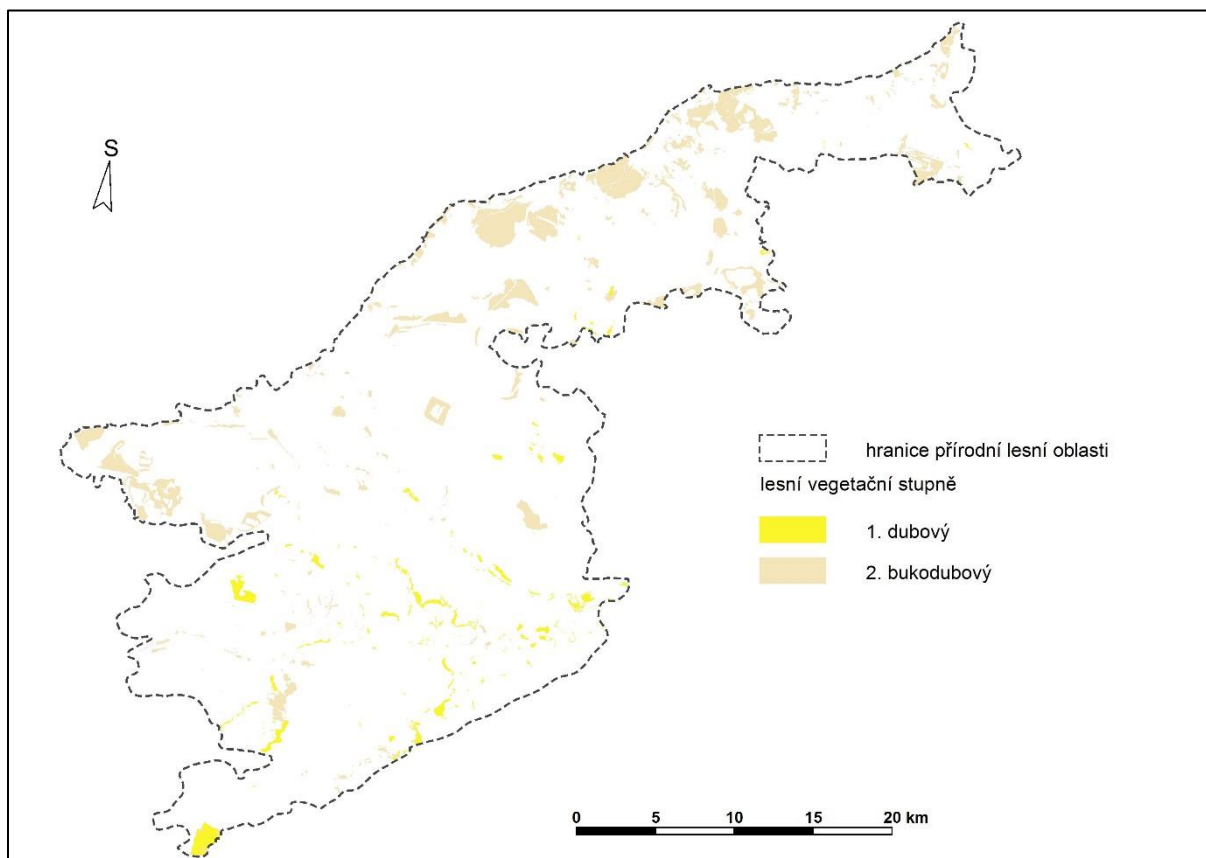 S
hranice přírodní lesní oblasti
lesní vegetační stupně
1. dubový
2. bukodubový
0 5 10 15 20 km